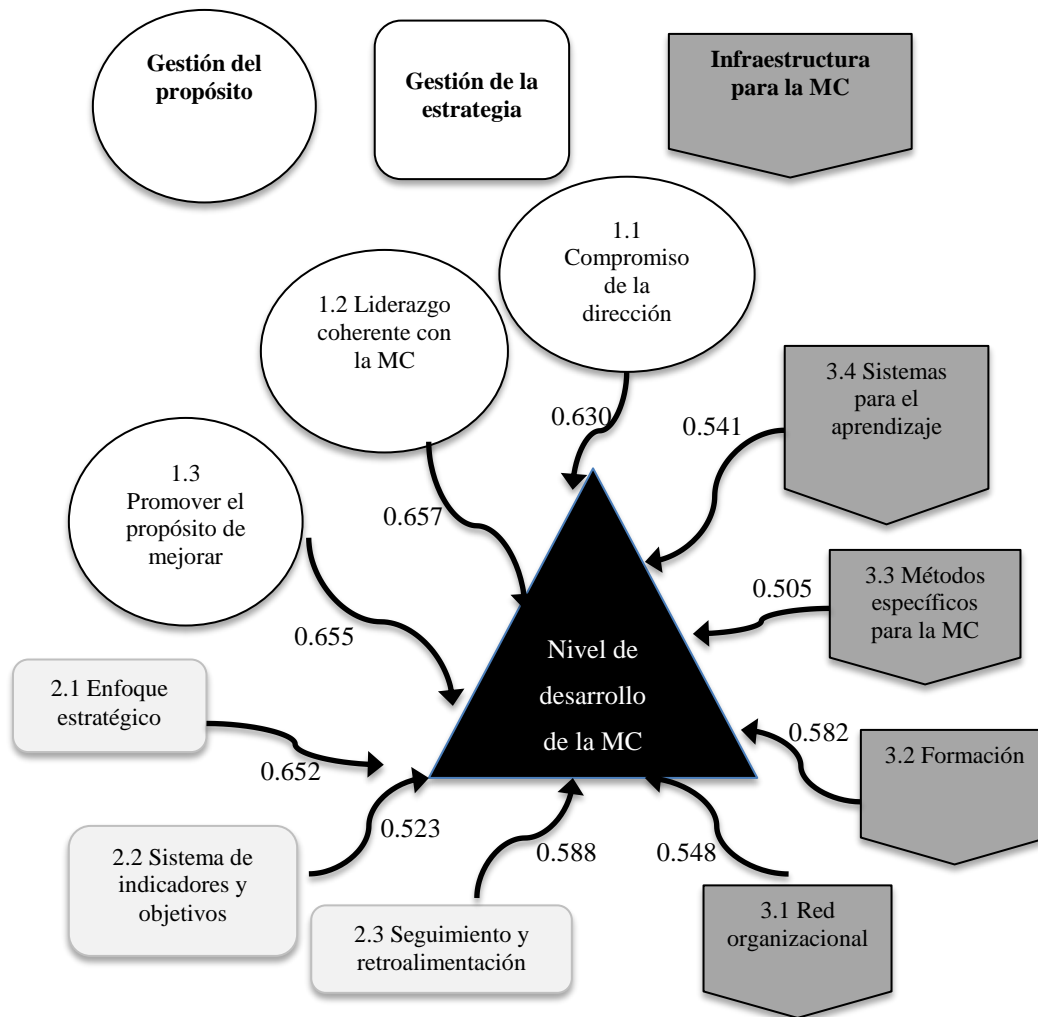 Gestión del
propósito
Gestión de la
estrategia
Infraestructura
para la MC
1.1
Compromiso
de la
dirección
1.2 Liderazgo
coherente con
la MC
3.4 Sistemas
para el
aprendizaje
0.630
0.541
1.3
Promover el
propósito de
mejorar
0.657
3.3 Métodos
específicos
para la MC
0.505
0.655
Nivel de
desarrollo
de la MC
2.1 Enfoque
estratégico
0.652
0.582
3.2 Formación
0.523
2.2 Sistema de
indicadores y
objetivos
0.588
0.548
2.3 Seguimiento y
retroalimentación
3.1 Red
organizacional